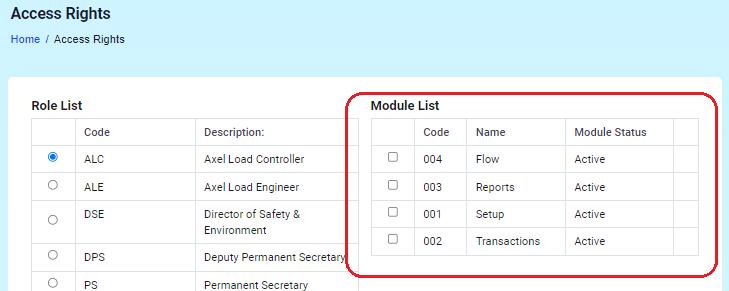 Access Rights
Home / Access Rights
Role List
Code Description:
ALC Axel Load Controller
ALE Axel Load Engineer
DSE Director of Safety &
Environment
DPS Deputy Permanent Secretary
PS Permanent Secretary
Module List
Code Name Module Status
004 Flow Active
003 Reports Active
001 Setup Active
002 Transactions Active